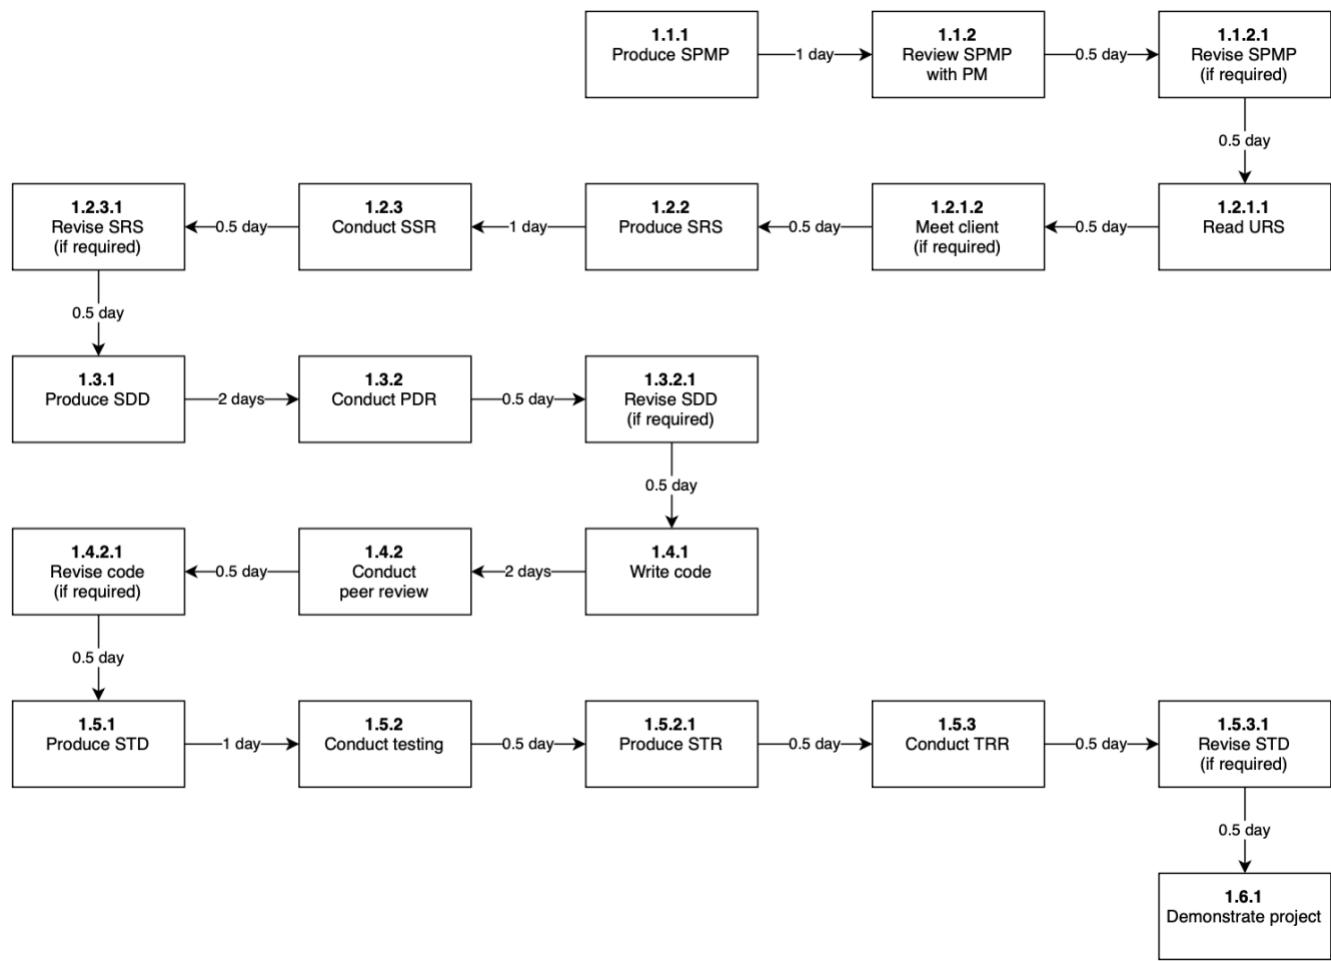 1.1.1
Produce SPMP
1 day
1.1.2
Review SPMP
with PM
0.5 day
1.1.2.1
Revise SPMP
(if required)
0.5 day
1.2.1.1
Read URS
0.5 day
1.2.1.2
Meet client
(if required)
0.5 day
1.2.2
Produce SRS
1 day
1.2.3
Conduct SSR
0.5 day
1.2.3.1
Revise SRS
(if required)
0.5 day
1.3.1
Produce SDD
2 days
1.3.2
Conduct PDR
0.5 day
1.3.2.1
Revise SDD
(if required)
0.5 day
1.4.1
Write code
2 days
1.4.2
Conduct
peer review
0.5 day
1.4.2.1
Revise code
(if required)
0.5 day
1.5.1
Produce STD
1 day
1.5.2
Conduct testing
0.5 day
1.5.2.1
Produce STR
0.5 day
1.5.3
Conduct TRR
0.5 day
1.5.3.1
Revise STD
(if required)
0.5 day
1.6.1
Demonstrate project